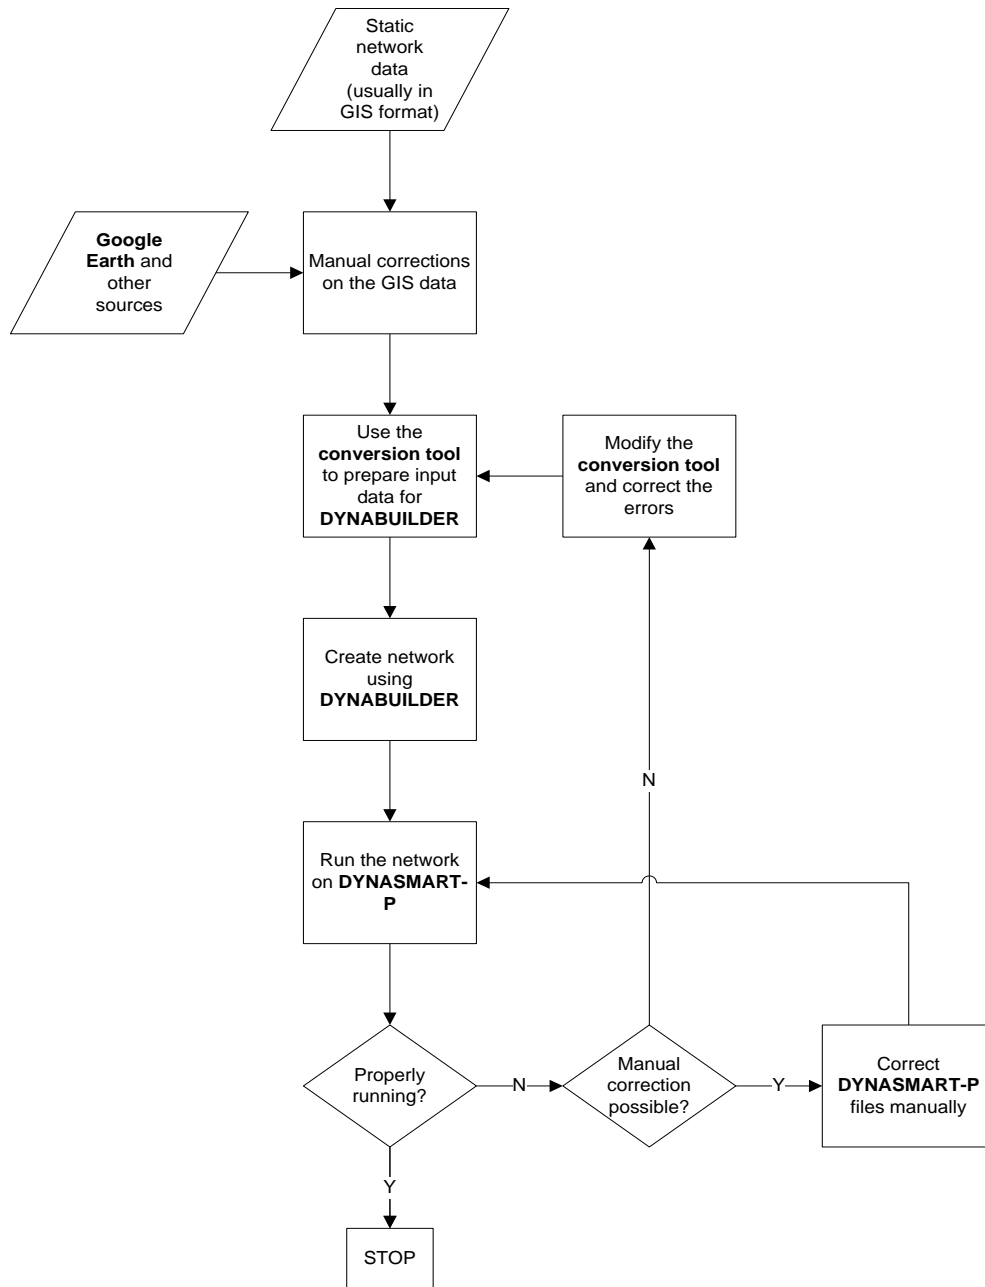 Static
network
data
(usually in
GIS format)
Google
Earth and
other
sources
Manual corrections
on the GIS data
Use the
conversion tool
to prepare input
data for
DYNABUILDER
Modify the
conversion tool
and correct the
errors
Create network
using
DYNABUILDER
N
Run the network
on DYNASMART-
P
Properly
running?
N
Manual
correction
possible?
Y
Correct
DYNASMART-P
files manually
Y
STOP